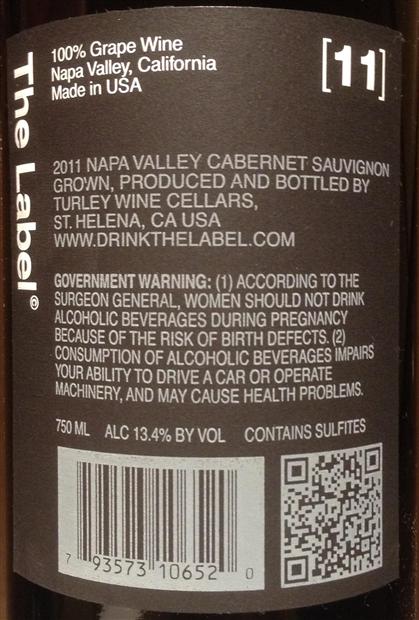 The Label©
100% Grape Wine
Napa Valley, California
Made in USA
[11]
2011 NAPA VALLEY CABERNET SAUVIGNON
GROWN, PRODUCED AND BOTTLED BY
TURLEY WINE CELLARS,
ST. HELENA, CA USA
WWW.DRINKTHELABEL.COM
GOVERNMENT WARNING: (1) ACCORDING TO THE
SURGEON GENERAL, WOMEN SHOULD NOT DRINK
ALCOHOLIC BEVERAGES DURING PREGNANCY
BECAUSE OF THE RISK OF BIRTH DEFECTS. (2)
CONSUMPTION OF ALCOHOLIC BEVERAGES IMPAIRS
YOUR ABILITY TO DRIVE A CAR OR OPERATE
MACHINERY, AND MAY CAUSE HEALTH PROBLEMS.
750 ML ALC 13.4% BY VOL CONTAINS SULFITES
7 93573 10652 0